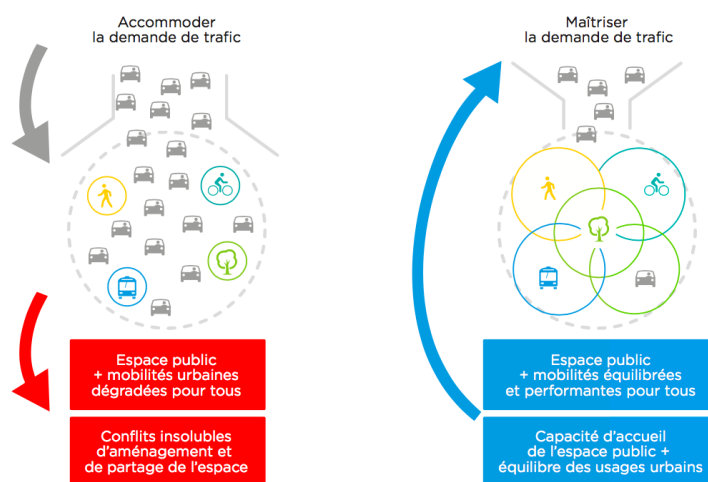 Accommoder
la demande de trafic
Maîtriser
la demande de trafic
Espace public
+ mobilités urbaines
dégradées pour tous
Conflits insolubles
d'aménagement et
de partage de l'espace
Espace public
+ mobilités équilibrées
et performantes pour tous
Capacité d'accueil
de l'espace public +
équilibre des usages urbains